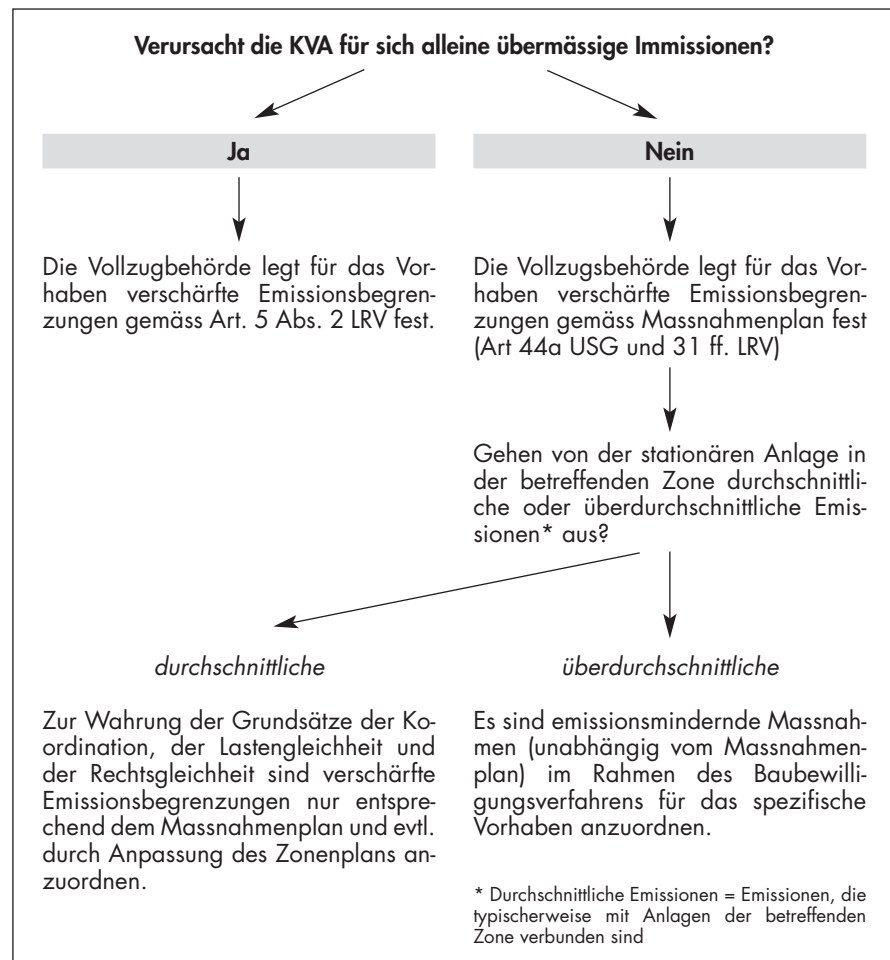 Verursacht die KVA für sich alleine übermässige Immissionen?
Ja
Die Vollzugbehörde legt für das Vor-
haben verschärfte Emissionsbegren-
zungen gemäss Art. 5 Abs. 2 LRV fest.
Nein
Die Vollzugsbehörde legt für das Vor-
haben verschärfte Emissionsbegren-
zungen gemäss Massnahmenplan fest
(Art 44a USG und 31 ff. LRV)
Gehen von der stationären Anlage in
der betreffenden Zone durchschnittli-
che oder überdurchschnittliche Emis-
sionen* aus?
durchschnittliche
Zur Wahrung der Grundsätze der Ko-
ordination, der Lastengleichheit und
der Rechtsgleichheit sind verschärfte
Emissionsbegrenzungen nur entspre-
chend dem Massnahmenplan und evtl.
durch Anpassung des Zonenplans an-
zuordnen.
überdurchschnittliche
Es sind emissionsmindernde Massnah-
men (unabhängig vom Massnahmen-
plan) im Rahmen des Baubewilli-
gungsverfahrens für das spezifische
Vorhaben anzuordnen.
* Durchschnittliche Emissionen = Emissionen, die
typischerweise mit Anlagen der betreffenden
Zone verbunden sind